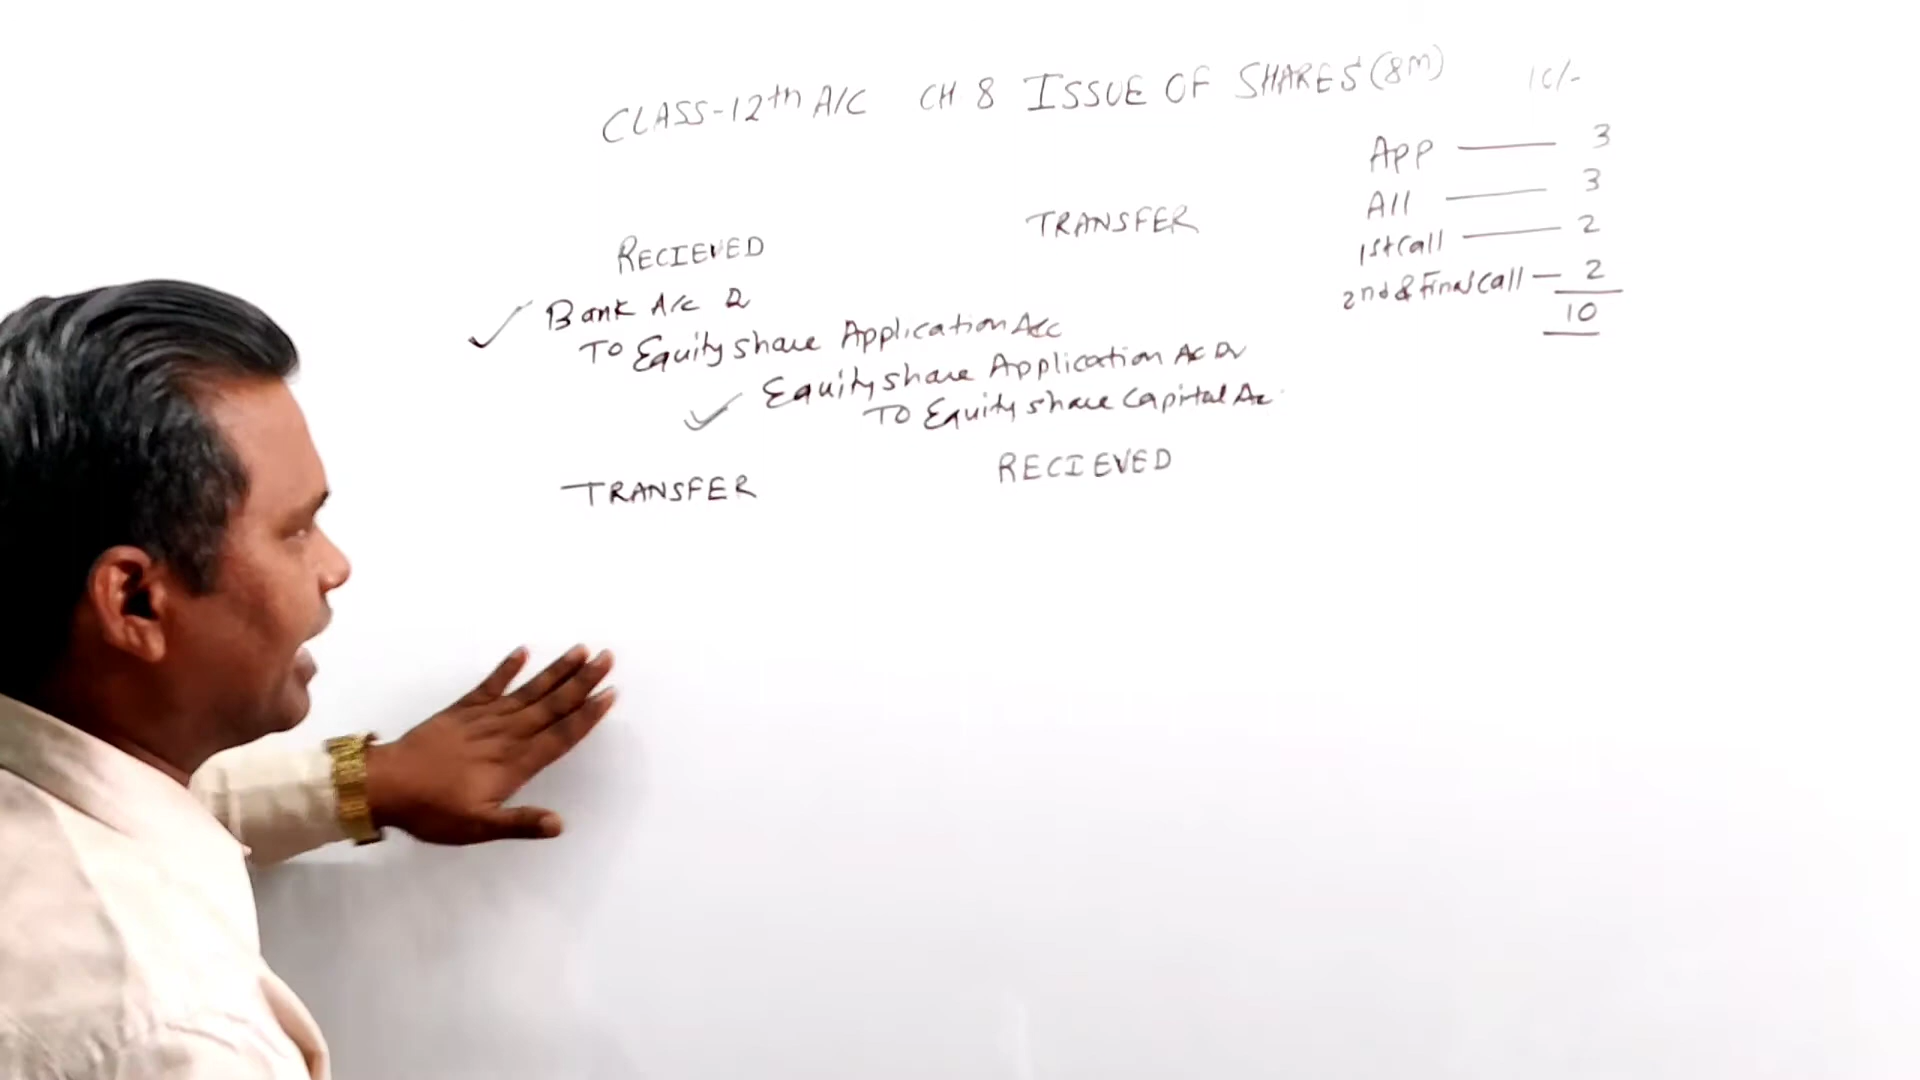 CLASS-12th A/C CH 8 ISSUE OF SHARES (8M)
10/-
App — 3
All — 3
1st Call — 2
2nd & Final Call — 2
10
RECIEVED TRANSFER
Bank A/c Dr
TO Equity share Application A/c
Equity share Application Ac Dr
TO Equity share Capital Ac
TRANSFER RECIEVED